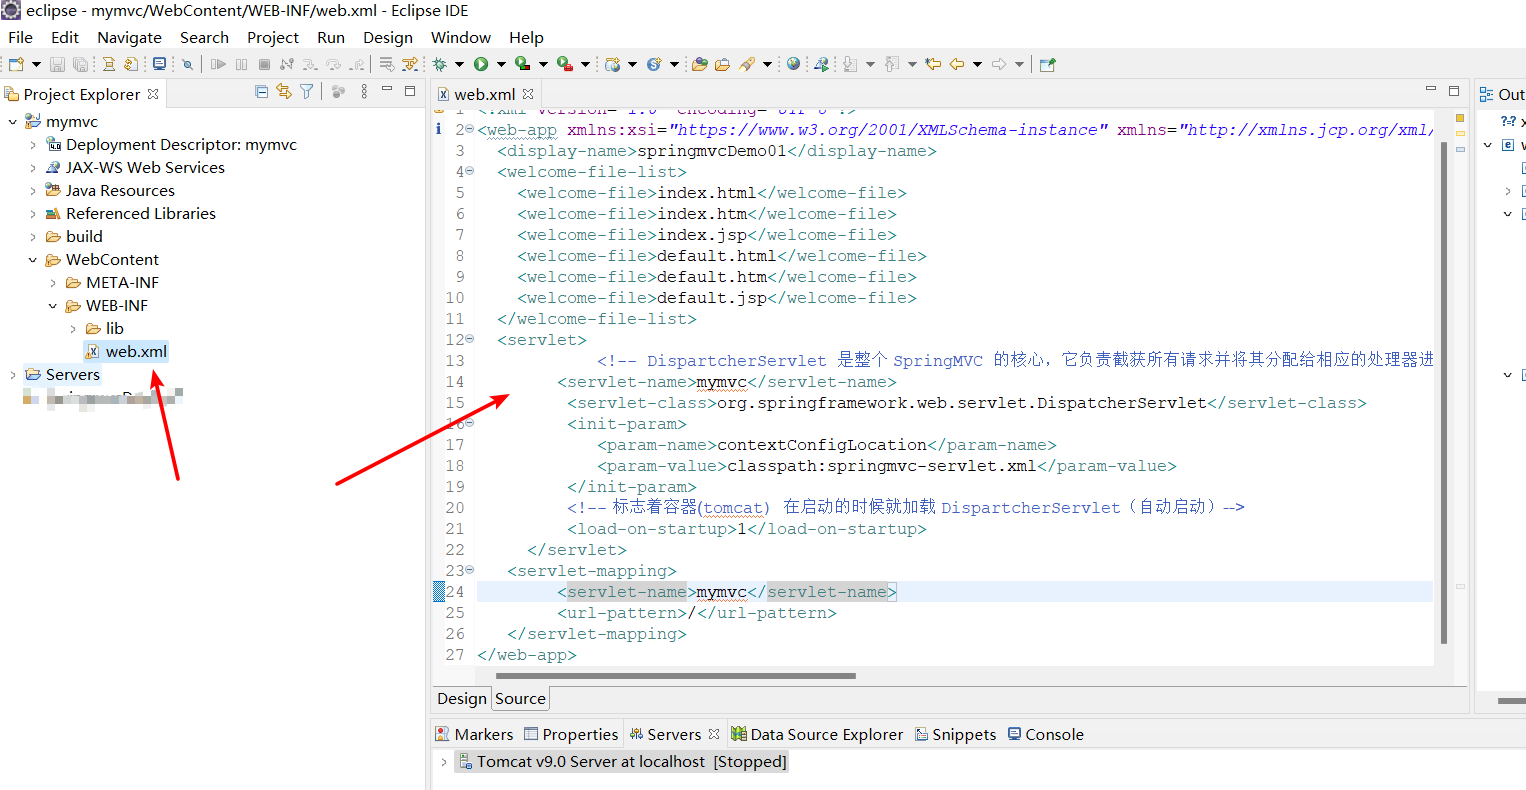 eclipse - mymvc/WebContent/WEB-INF/web.xml - Eclipse IDE
File Edit Navigate Search Project Run Design Window Help
Project Explorer
mymvc
Deployment Descriptor: mymvc
JAX-WS Web Services
Java Resources
Referenced Libraries
build
WebContent
META-INF
WEB-INF
lib
web.xml
Servers
web.xml
2 <web-app xmlns:xsi="https://www.w3.org/2001/XMLSchema-instance" xmlns="http://xmlns.jcp.org/xml/
3 <display-name>springmvcDemo01</display-name>
4 <welcome-file-list>
5 <welcome-file>index.html</welcome-file>
6 <welcome-file>index.htm</welcome-file>
7 <welcome-file>index.jsp</welcome-file>
8 <welcome-file>default.html</welcome-file>
9 <welcome-file>default.htm</welcome-file>
10 <welcome-file>default.jsp</welcome-file>
11 </welcome-file-list>
12 <servlet>
13 <!-- DispartcherServlet 是整个 SpringMVC 的核心，它负责截获所有请求并将其分配给相应的处理器进
14 <servlet-name>mymvc</servlet-name>
15 <servlet-class>org.springframework.web.servlet.DispatcherServlet</servlet-class>
16 <init-param>
17 <param-name>contextConfigLocation</param-name>
18 <param-value>classpath:springmvc-servlet.xml</param-value>
19 </init-param>
20 <!-- 标志着容器(tomcat) 在启动的时候就加载 DispartcherServlet（自动启动）-->
21 <load-on-startup>1</load-on-startup>
22 </servlet>
23 <servlet-mapping>
24 <servlet-name>mymvc</servlet-name>
25 <url-pattern>/</url-pattern>
26 </servlet-mapping>
27 </web-app>
Design Source
Markers Properties Servers Data Source Explorer Snippets Console
Tomcat v9.0 Server at localhost [Stopped]
Out